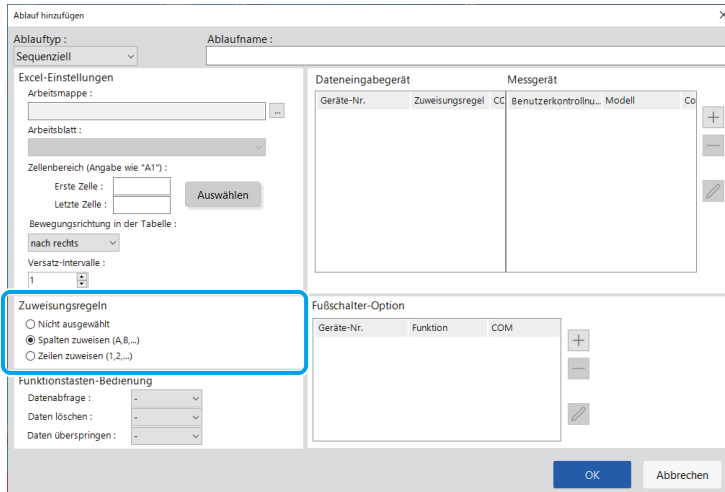 Ablauf hinzufügen
Ablauftyp :
Ablaufname :
Sequenziell
Excel-Einstellungen
Arbeitsmappe :
...
Arbeitsblatt :
Zellenbereich (Angabe wie "A1") :
Erste Zelle :
Letzte Zelle :
Auswählen
Bewegungsrichtung in der Tabelle :
nach rechts
Versatz-Intervalle :
1
Dateneingabegerät
Messgerät
Geräte-Nr. Zuweisungsregel CC Benutzerkontrollnu... Modell Co
Zuweisungsregeln
Nicht ausgewählt
Spalten zuweisen (A,B,...)
Zeilen zuweisen (1,2,...)
Fußschalter-Option
Geräte-Nr. Funktion COM
Funktionstasten-Bedienung
Datenabfrage : -
Daten löschen : -
Daten überspringen : -
OK
Abbrechen